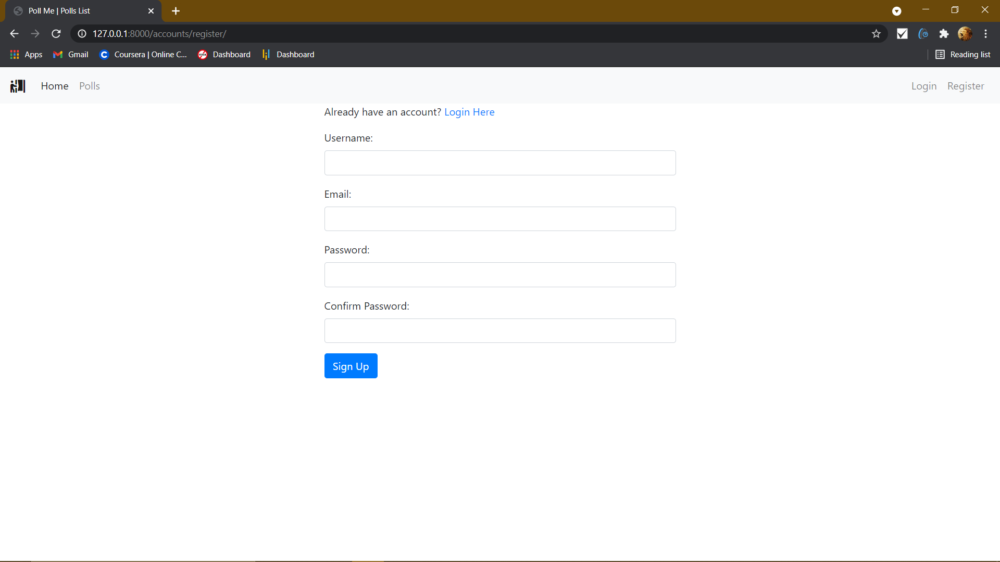 Poll Me | Polls List
127.0.0.1:8000/accounts/register/
Apps Gmail Coursera | Online C... Dashboard Dashboard Reading list
Home Polls Login Register
Already have an account? Login Here
Username:
Email:
Password:
Confirm Password:
Sign Up